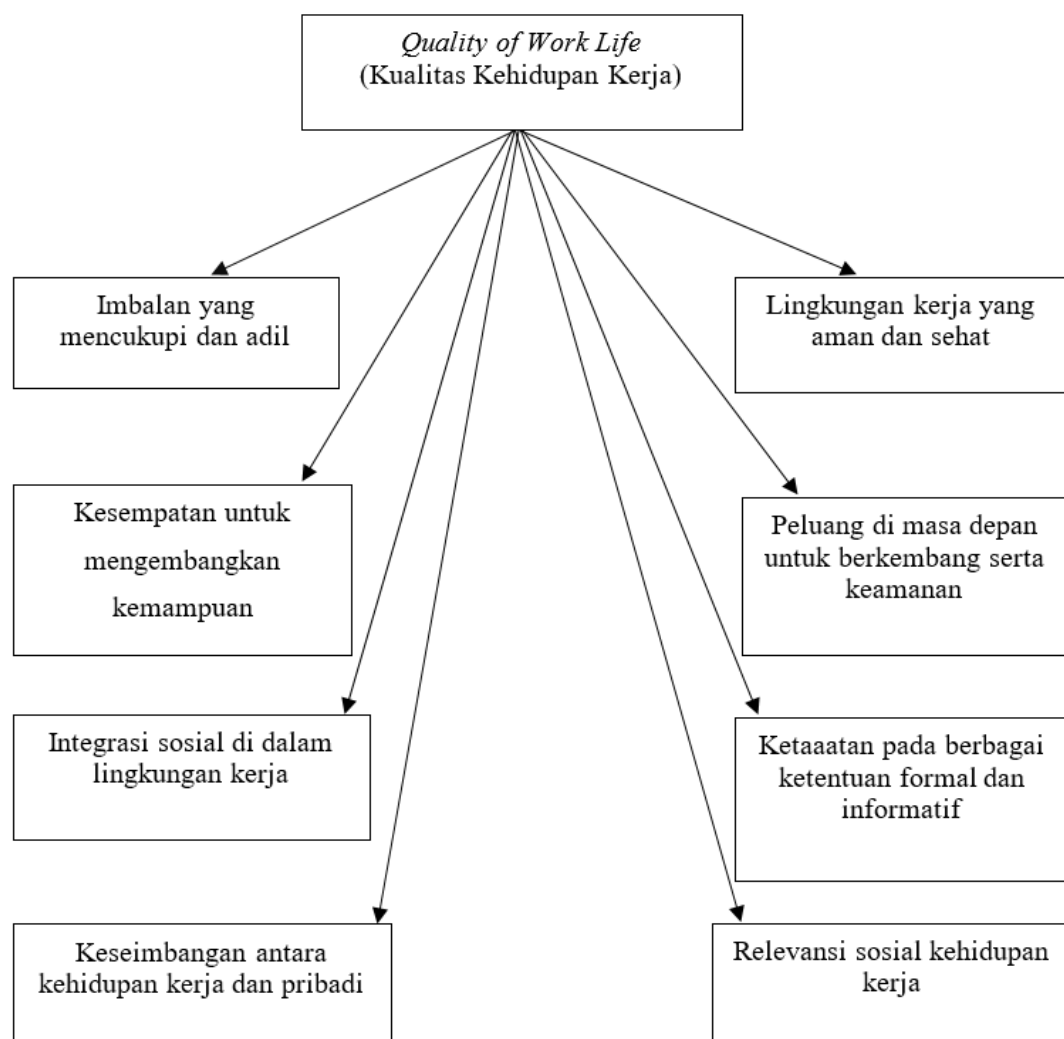 Quality of Work Life
(Kualitas Kehidupan Kerja)
Imbalan yang
mencukupi dan adil
Lingkungan kerja yang
aman dan sehat
Kesempatan untuk
mengembangkan
kemampuan
Peluang di masa depan
untuk berkembang serta
keamanan
Integrasi sosial di dalam
lingkungan kerja
Ketaaatan pada berbagai
ketentuan formal dan
informatif
Keseimbangan antara
kehidupan kerja dan pribadi
Relevansi sosial kehidupan
kerja